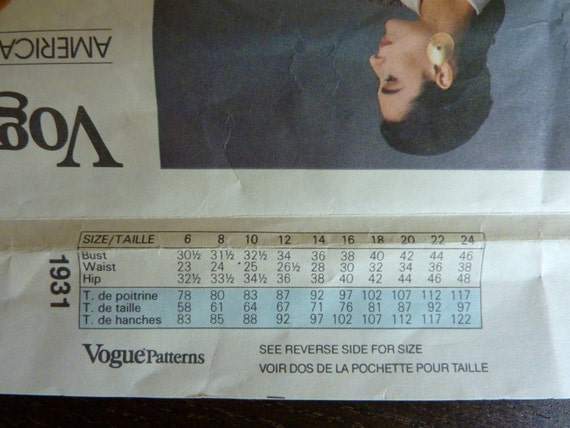 AMERICA
Vog
1931
SIZE/TAILLE 6 8 10 12 14 16 18 20 22 24
Bust 30½ 31½ 32½ 34 36 38 40 42 44 46
Waist 23 24 25 26½ 28 30 32 34 36 38
Hip 32½ 33½ 34½ 36 38 40 42 44 46 48
T. de poitrine 78 80 83 87 92 97 102 107 112 117
T. de taille 58 61 64 67 71 76 81 87 92 97
T. de hanches 83 85 88 92 97 102 107 112 117 122
Vogue Patterns
SEE REVERSE SIDE FOR SIZE
VOIR DOS DE LA POCHETTE POUR TAILLE